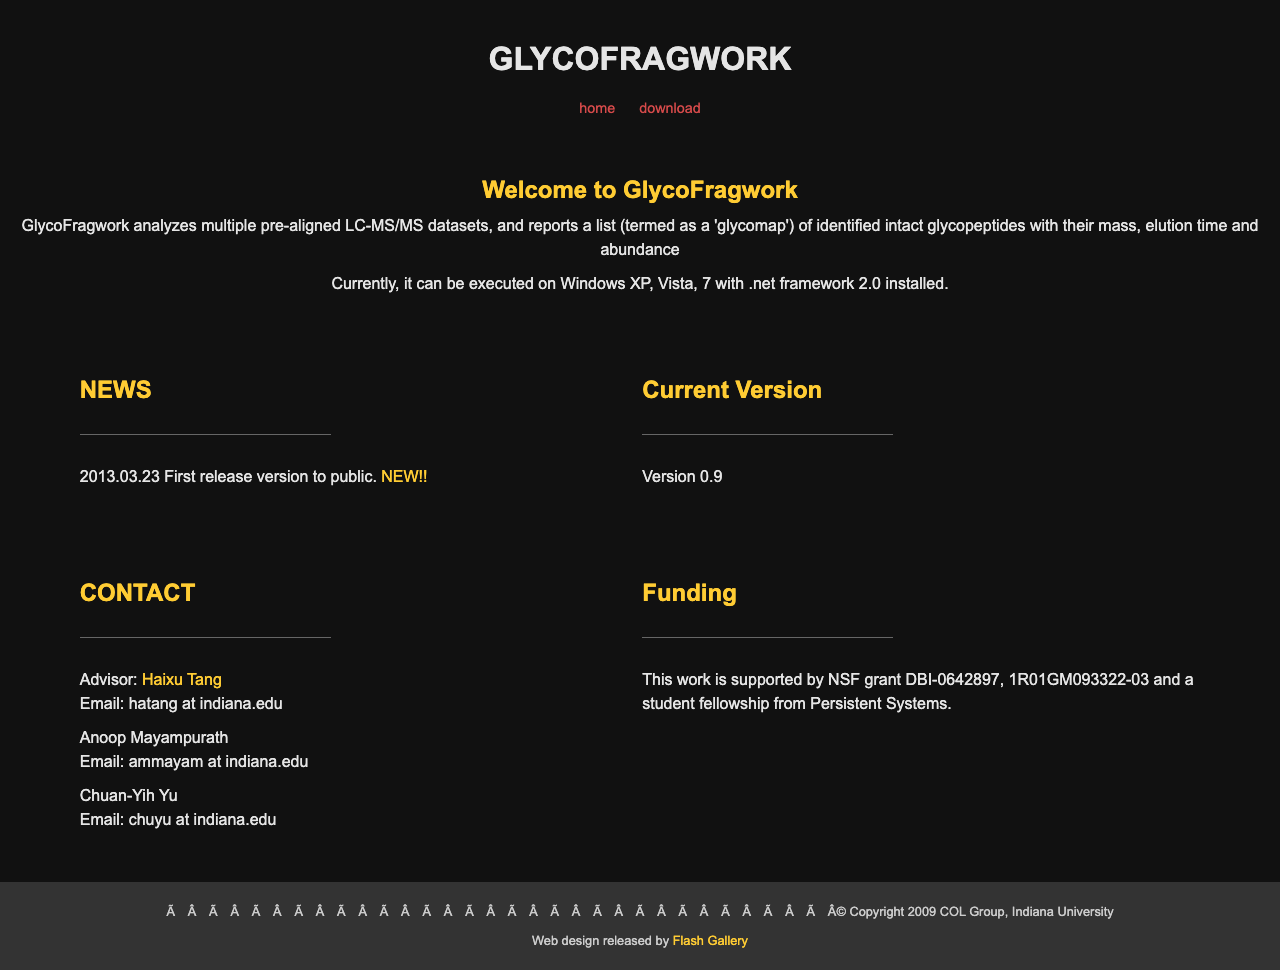 GLYCOFRAGWORK
home download
Welcome to GlycoFragwork
GlycoFragwork analyzes multiple pre-aligned LC-MS/MS datasets, and reports a list (termed as a 'glycomap') of identified intact glycopeptides with their mass, elution time and
abundance
Currently, it can be executed on Windows XP, Vista, 7 with .net framework 2.0 installed.
NEWS
2013.03.23 First release version to public. NEW!!
Current Version
Version 0.9
CONTACT
Advisor: Haixu Tang
Email: hatang at indiana.edu
Anoop Mayampurath
Email: ammayam at indiana.edu
Chuan-Yih Yu
Email: chuyu at indiana.edu
Funding
This work is supported by NSF grant DBI-0642897, 1R01GM093322-03 and a
student fellowship from Persistent Systems.
Ã Â Ã Â Ã Â Ã Â Ã Â Ã Â Ã Â Ã Â Ã Â Ã Â Ã Â Ã Â Ã Â Ã Â Ã Â Ã Â© Copyright 2009 COL Group, Indiana University
Web design released by Flash Gallery